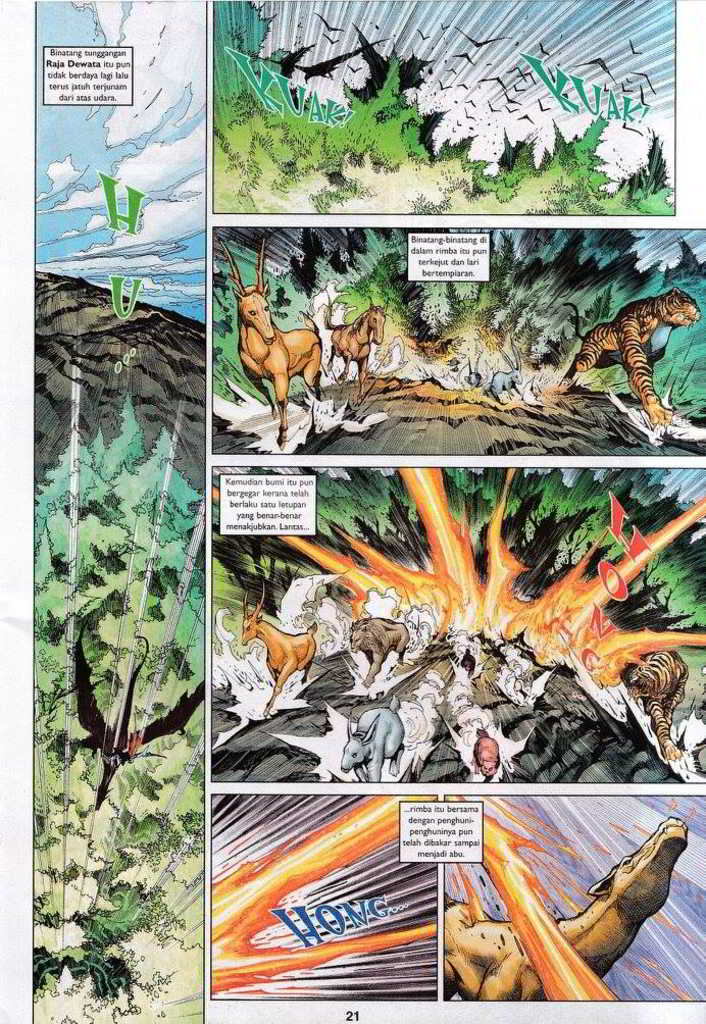 Binatang tunggangan
Raja Dewata itu pun
tidak berdaya lagi lalu
terus jatuh terjunam
dari atas udara.
HU...
KUAK!
KUAK!
Binatang-binatang di
dalam rimba itu pun
terkejut dan lari
bertempiaran.
Kemudian bumi itu pun
bergegar kerana telah
berlaku satu letupan
yang benar-benar
menakjubkan. Lantas...
HONG
...rimba itu bersama
dengan penghuni-
penghuninya pun
telah dibakar sampai
menjadi abu.
HONG...
21